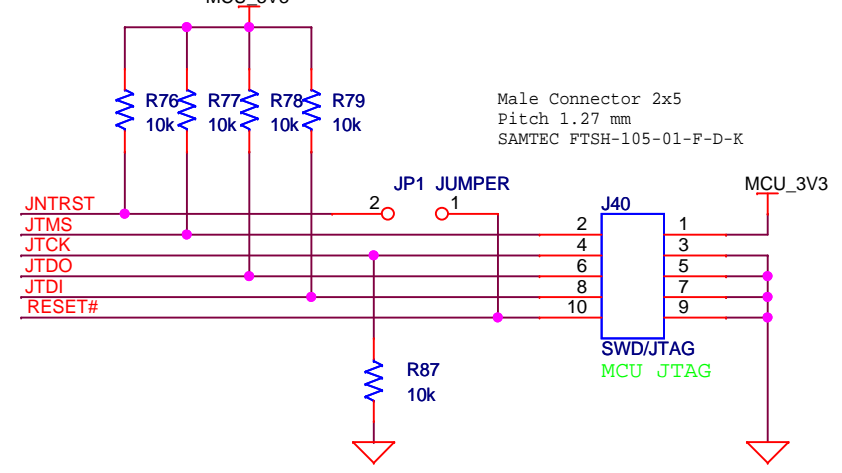 R76 R77 R78 R79
10k 10k 10k 10k
Male Connector 2x5
Pitch 1.27 mm
SAMTEC FTSH-105-01-F-D-K
MCU_3V3
JP1 JUMPER
2 1
J40
JNTRST
JTMS
JTCK
JTDO
JTDI
RESET#
2 1
4 3
6 5
8 7
10 9
SWD/JTAG
MCU JTAG
R87
10k